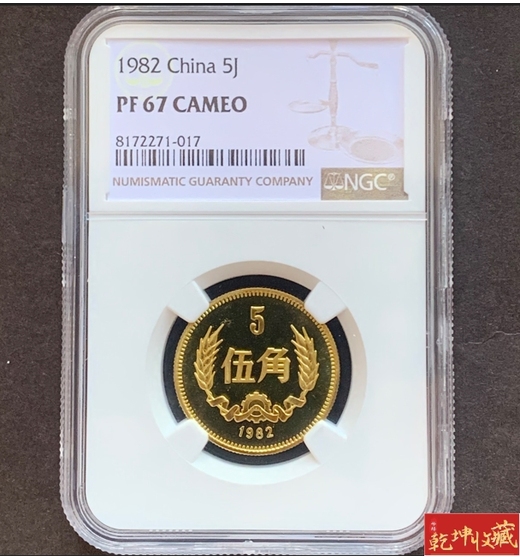 1982 China 5J
PF 67 CAMEO
8172271-017
NUMISMATIC GUARANTY COMPANY
NGC®
5
伍角
1982
乾坤收藏